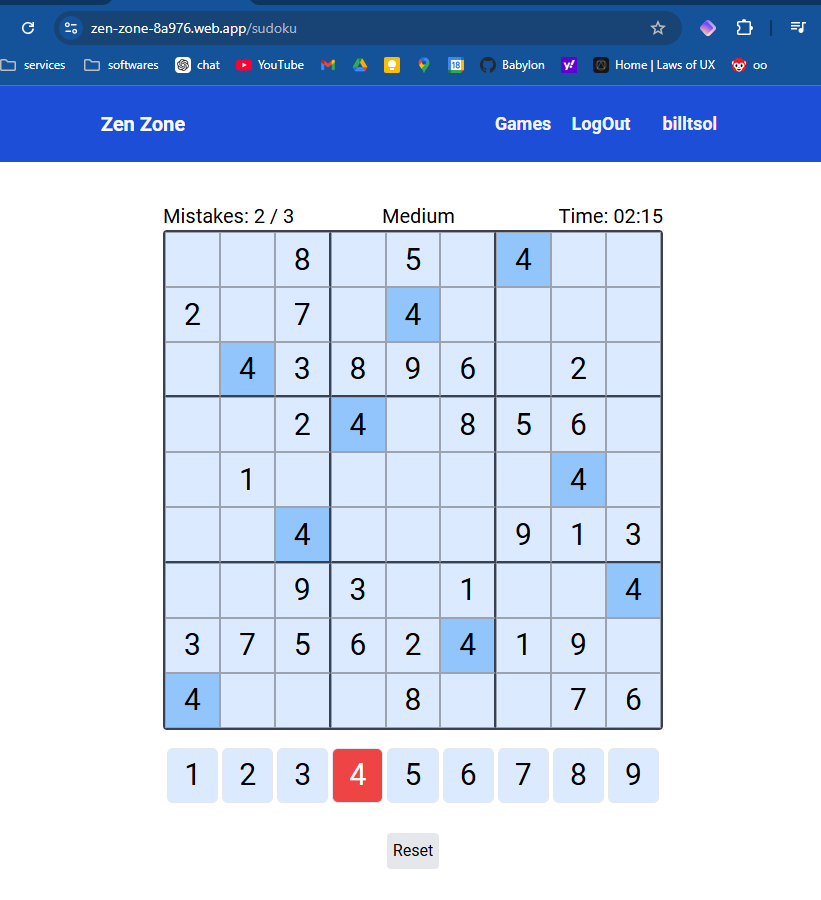 zen-zone-8a976.web.app/sudoku
services softwares chat YouTube 18 Babylon y! Home | Laws of UX oo
Zen Zone Games LogOut billtsol
Mistakes: 2 / 3 Medium Time: 02:15
8 5 4
2 7 4
4 3 8 9 6 2
2 4 8 5 6
1 4
4 9 1 3
9 3 1 4
3 7 5 6 2 4 1 9
4 8 7 6
1 2 3 4 5 6 7 8 9
Reset